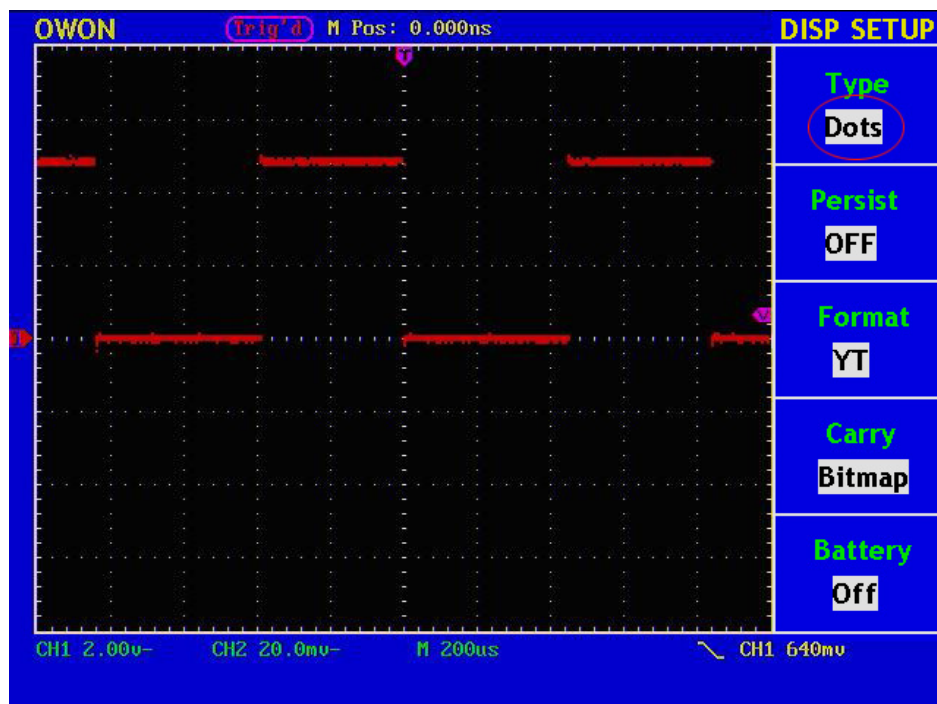 OWON Trig'd M Pos: 0.000ns DISP SETUP
T
Type
Dots
Persist
OFF
Format
YT
1
V
Carry
Bitmap
Battery
Off
CH1 2.00v~ CH2 20.0mv~ M 200us CH1 640mv